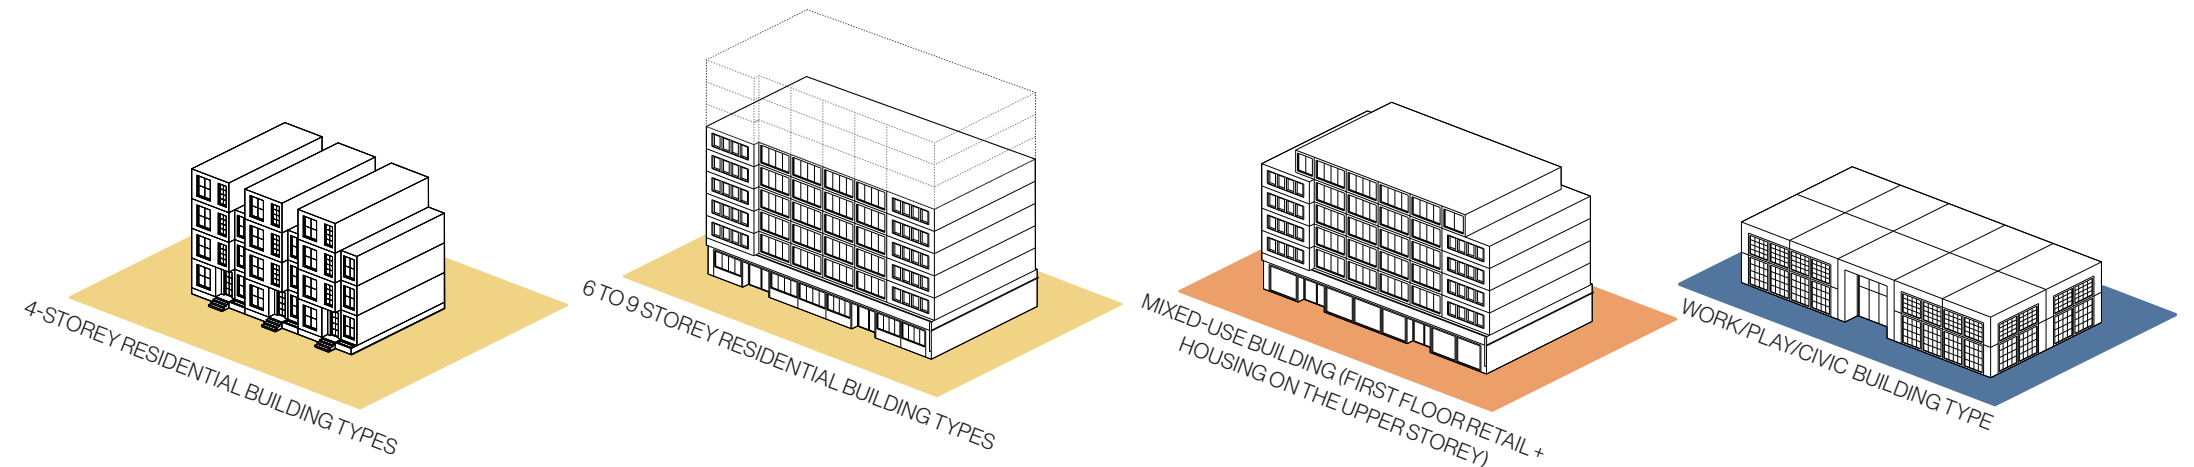 4-STOREY RESIDENTIAL BUILDING TYPES
6 TO 9 STOREY RESIDENTIAL BUILDING TYPES
MIXED-USE BUILDING (FIRST FLOOR RETAIL +
HOUSING ON THE UPPER STOREY)
WORK/PLAY/CIVIC BUILDING TYPE